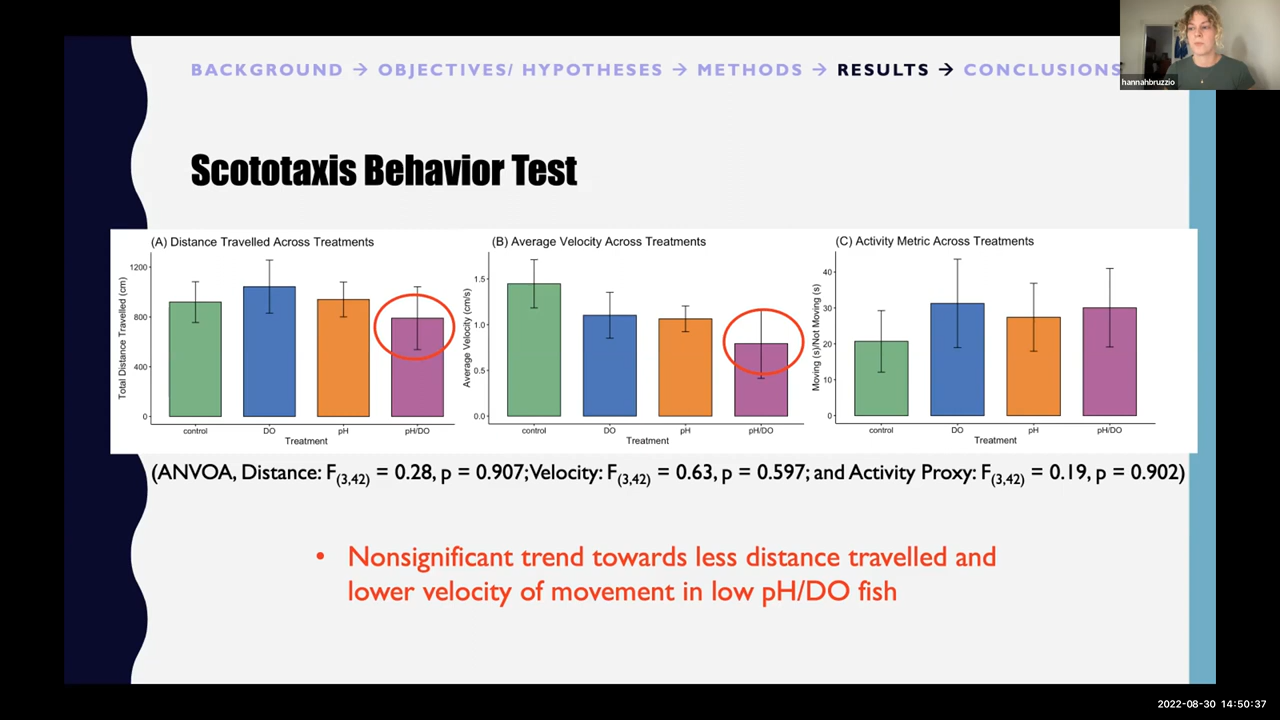 BACKGROUND → OBJECTIVES/ HYPOTHESES → METHODS → RESULTS → CONCLUSIONS
hannahbruzzio
Scototaxis Behavior Test
(A) Distance Travelled Across Treatments
Total Distance Travelled (cm)
1200
800
400
0
control DO pH pH/DO
Treatment
(B) Average Velocity Across Treatments
Average Velocity (cm/s)
1.5
1.0
0.5
0.0
control DO pH pH/DO
Treatment
(C) Activity Metric Across Treatments
Moving (s)/Not Moving (s)
40
30
20
10
0
control DO pH pH/DO
Treatment
(ANVOA, Distance: F(3,42) = 0.28, p = 0.907; Velocity: F(3,42) = 0.63, p = 0.597; and Activity Proxy: F(3,42) = 0.19, p = 0.902)
• Nonsignificant trend towards less distance travelled and
lower velocity of movement in low pH/DO fish
2022-08-30 14:50:37